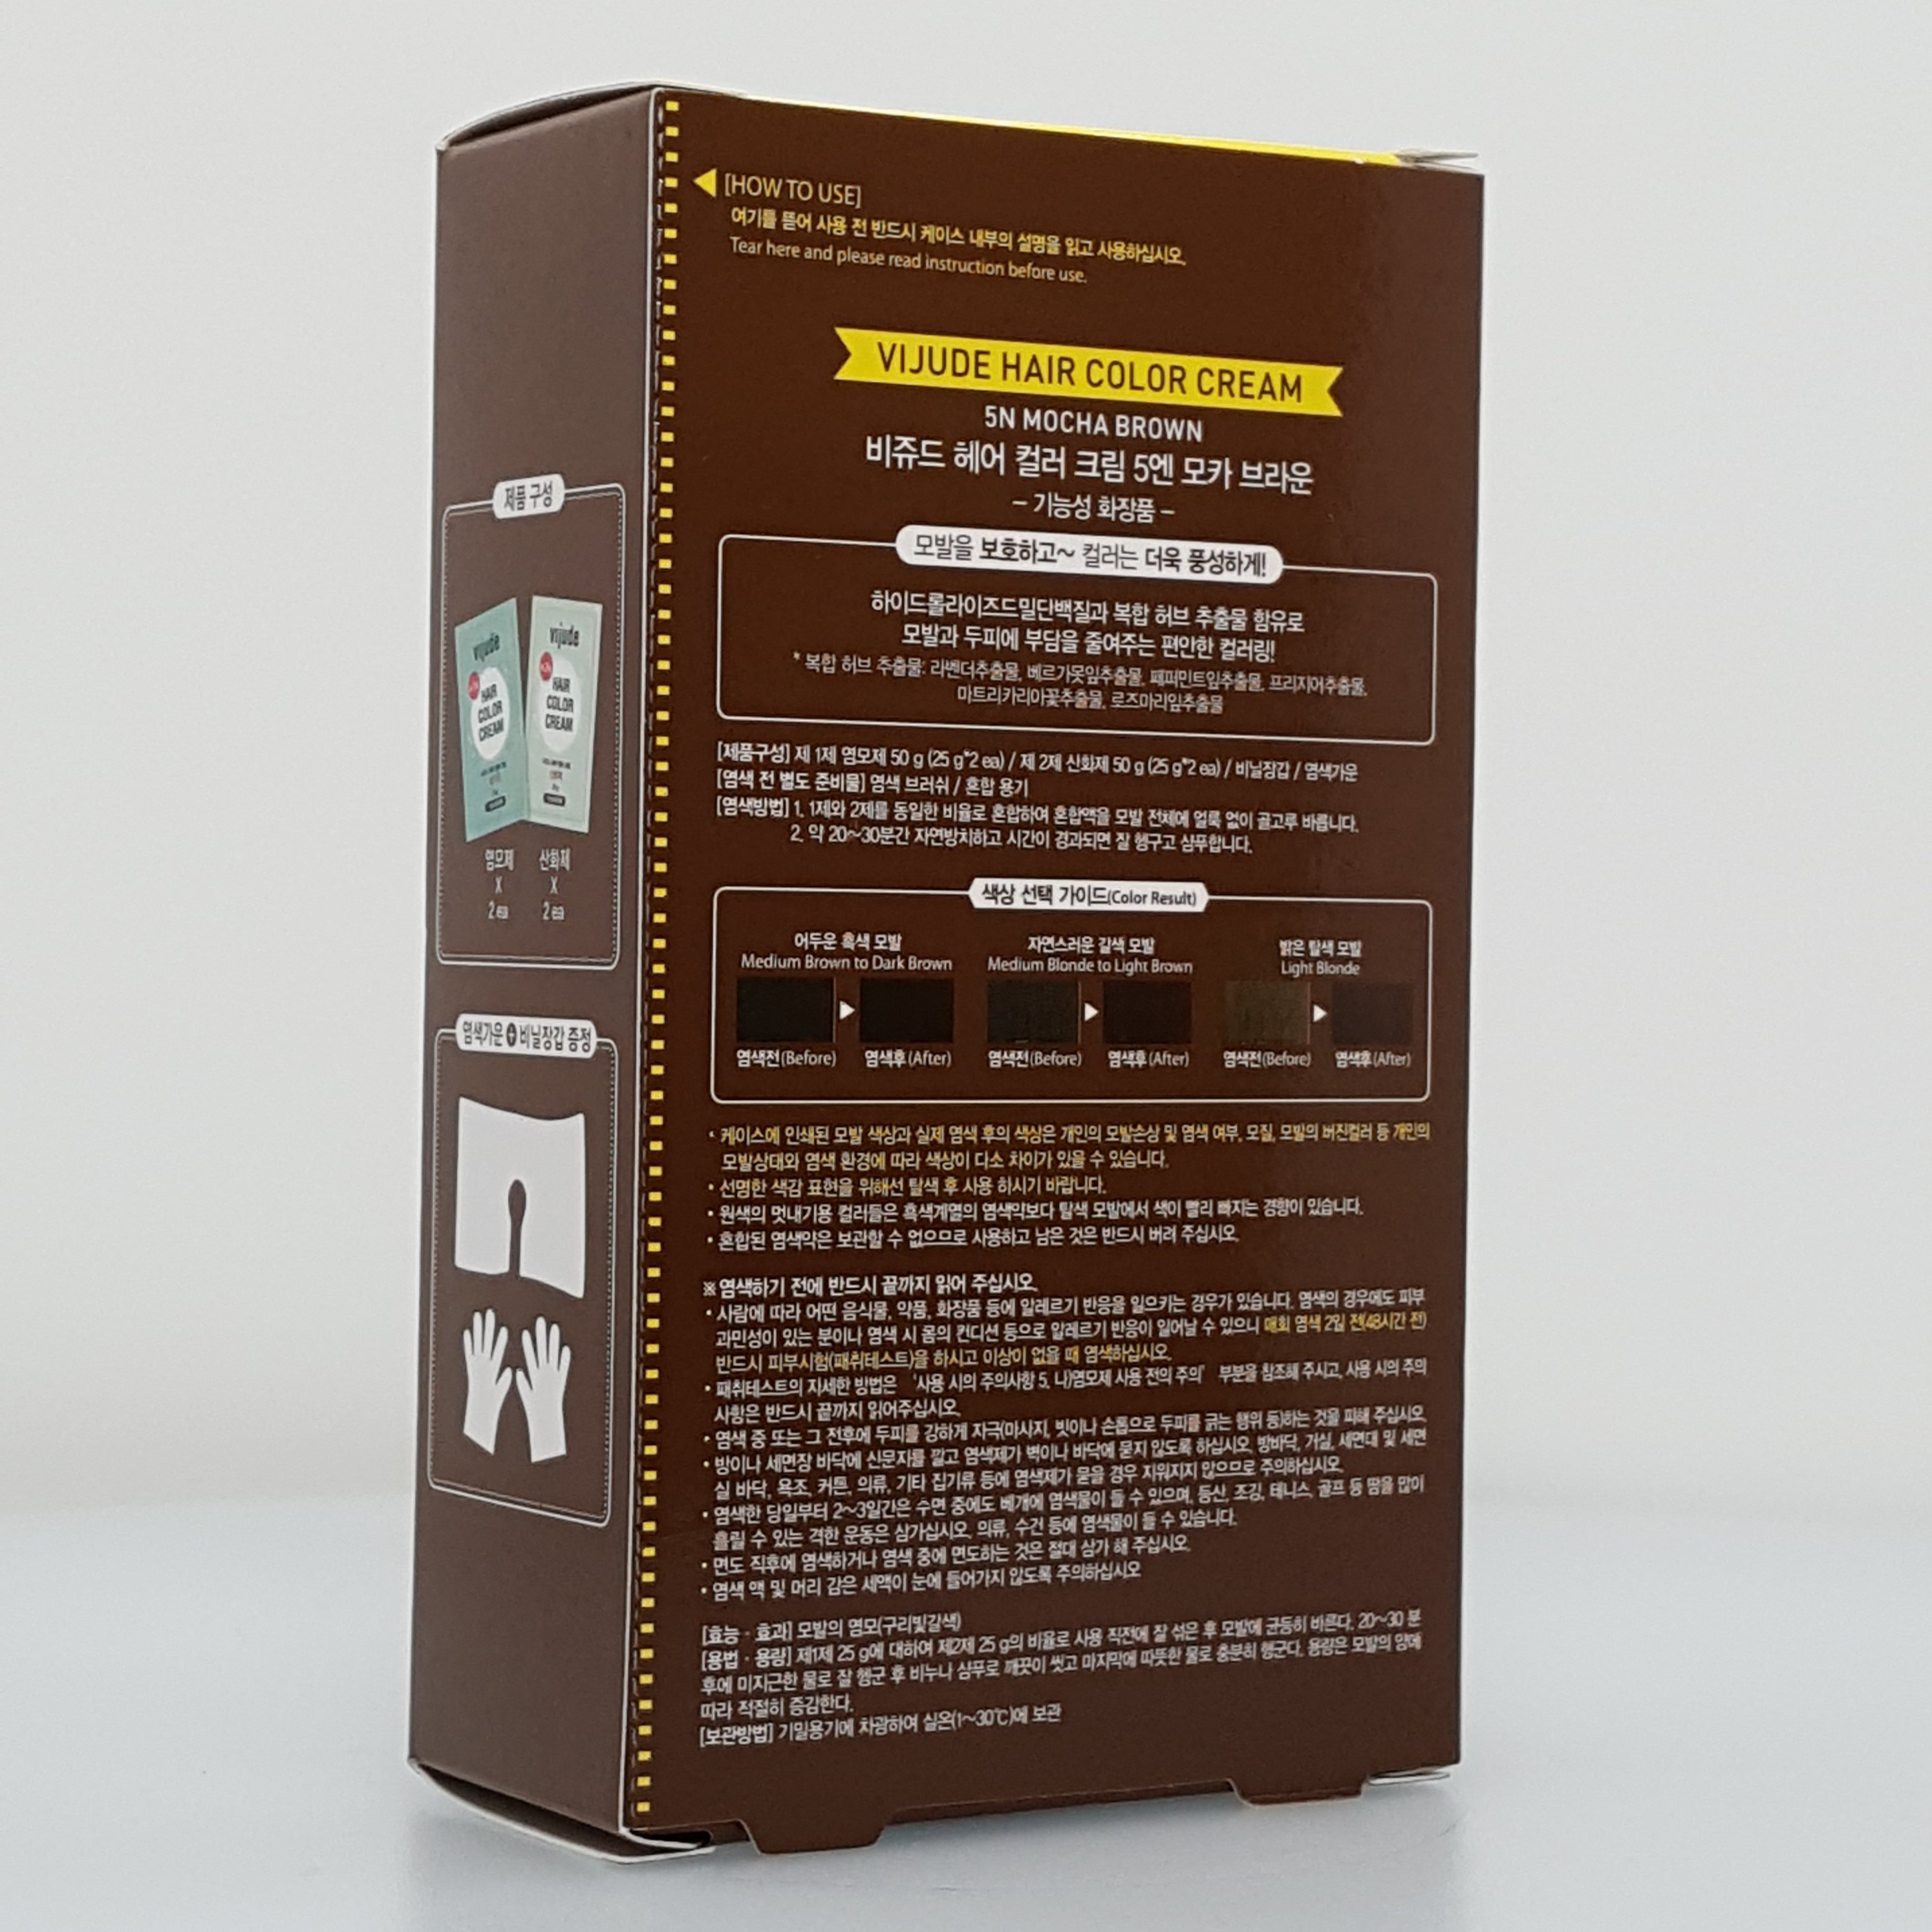 [HOW TO USE]
여기를 뜯어 사용 전 반드시 케이스 내부의 설명을 읽고 사용하십시오.
Tear here and please read instruction before use.
VIJUDE HAIR COLOR CREAM
5N MOCHA BROWN
비쥬드 헤어 컬러 크림 5엔 모카 브라운
– 기능성 화장품 –
모발을 보호하고~ 컬러는 더욱 풍성하게!
하이드롤라이즈드밀단백질과 복합 허브 추출물 함유로
모발과 두피에 부담을 줄여주는 편안한 컬러링!
* 복합 허브 추출물: 라벤더추출물, 베르가못잎추출물, 페퍼민트잎추출물, 프리지어추출물,
마트리카리아꽃추출물, 로즈마리잎추출물
[제품구성] 제 1제 염모제 50 g (25 g*2 ea) / 제 2제 산화제 50 g (25 g*2 ea) / 비닐장갑 / 염색가운
[염색 전 별도 준비물] 염색 브러쉬 / 혼합 용기
[염색방법] 1. 1제와 2제를 동일한 비율로 혼합하여 혼합액을 모발 전체에 얼룩 없이 골고루 바릅니다.
2. 약 20~30분간 자연방치하고 시간이 경과되면 잘 헹구고 샴푸합니다.
색상 선택 가이드(Color Result)
어두운 흑색 모발
Medium Brown to Dark Brown
염색전(Before) 염색후(After)
자연스러운 갈색 모발
Medium Blonde to Light Brown
염색전(Before) 염색후(After)
밝은 탈색 모발
Light Blonde
염색전(Before) 염색후(After)
* 케이스에 인쇄된 모발 색상과 실제 염색 후의 색상은 개인의 모발손상 및 염색 여부, 모질, 모발의 버진컬러 등 개인의
모발상태와 염색 환경에 따라 색상이 다소 차이가 있을 수 있습니다.
• 선명한 색감 표현을 위해선 탈색 후 사용 하시기 바랍니다.
• 원색의 멋내기용 컬러들은 흑색계열의 염색약보다 탈색 모발에서 색이 빨리 빠지는 경향이 있습니다.
• 혼합된 염색약은 보관할 수 없으므로 사용하고 남은 것은 반드시 버려 주십시오.
※ 염색하기 전에 반드시 끝까지 읽어 주십시오.
• 사람에 따라 어떤 음식물, 약품, 화장품 등에 알레르기 반응을 일으키는 경우가 있습니다. 염색의 경우에도 피부
과민성이 있는 분이나 염색 시 몸의 컨디션 등으로 알레르기 반응이 일어날 수 있으니 매회 염색 2일 전(48시간 전)
반드시 피부시험(패취테스트)을 하시고 이상이 없을 때 염색하십시오.
• 패취테스트의 자세한 방법은 '사용 시의 주의사항 5. 나)염모제 사용 전의 주의' 부분을 참조해 주시고, 사용 시의 주의
사항은 반드시 끝까지 읽어주십시오.
• 염색 중 또는 그 전후에 두피를 강하게 자극(마사지, 빗이나 손톱으로 두피를 긁는 행위 등)하는 것을 피해 주십시오.
• 방이나 세면장 바닥에 신문지를 깔고 염색제가 벽이나 바닥에 묻지 않도록 하십시오. 방바닥, 거실, 세면대 및 세면
실 바닥, 욕조, 커튼, 의류, 기타 집기류 등에 염색제가 묻을 경우 지워지지 않으므로 주의하십시오.
• 염색한 당일부터 2~3일간은 수면 중에도 베개에 염색물이 들 수 있으며, 등산, 조깅, 테니스, 골프 등 땀을 많이
흘릴 수 있는 격한 운동은 삼가십시오. 의류, 수건 등에 염색물이 들 수 있습니다.
• 면도 직후에 염색하거나 염색 중에 면도하는 것은 절대 삼가 해 주십시오.
• 염색 액 및 머리 감은 세액이 눈에 들어가지 않도록 주의하십시오
[효능 · 효과] 모발의 염모(구리빛갈색)
[용법 · 용량] 제1제 25 g에 대하여 제2제 25 g의 비율로 사용 직전에 잘 섞은 후 모발에 균등히 바른다. 20~30 분
후에 미지근한 물로 잘 헹군 후 비누나 샴푸로 깨끗이 씻고 마지막에 따뜻한 물로 충분히 헹군다. 용량은 모발의 양에
따라 적절히 증감한다.
[보관방법] 기밀용기에 차광하여 실온(1~30℃)에 보관
제품 구성
vijude
HAIR
COLOR
CREAM
vijude
HAIR
COLOR
CREAM
염모제 산화제
X X
2 ea 2 ea
염색가운 + 비닐장갑 증정